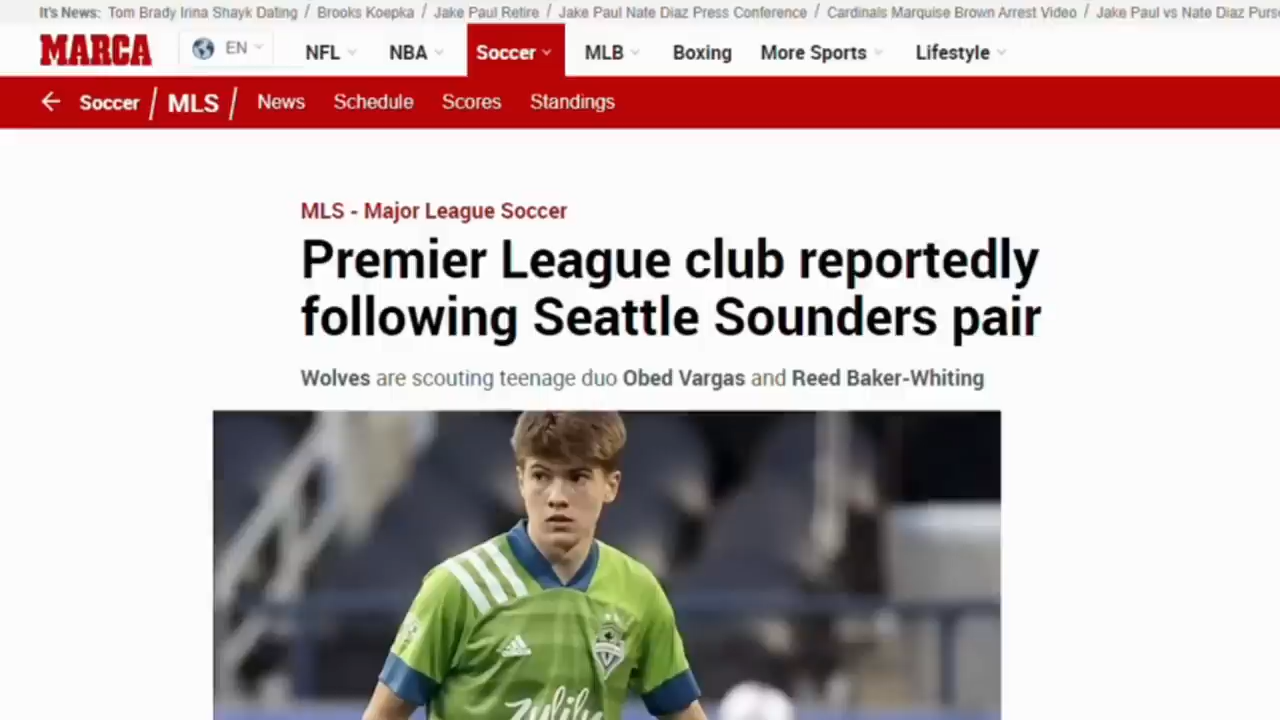 It's News: Tom Brady Irina Shayk Dating / Brooks Koepka / Jake Paul Retire / Jake Paul Nate Diaz Press Conference / Cardinals Marquise Brown Arrest Video / Jake Paul vs Nate Diaz Purs
MARCA EN NFL NBA Soccer MLB Boxing More Sports Lifestyle
Soccer / MLS / News Schedule Scores Standings
MLS - Major League Soccer
Premier League club reportedly
following Seattle Sounders pair
Wolves are scouting teenage duo Obed Vargas and Reed Baker-Whiting
zulily